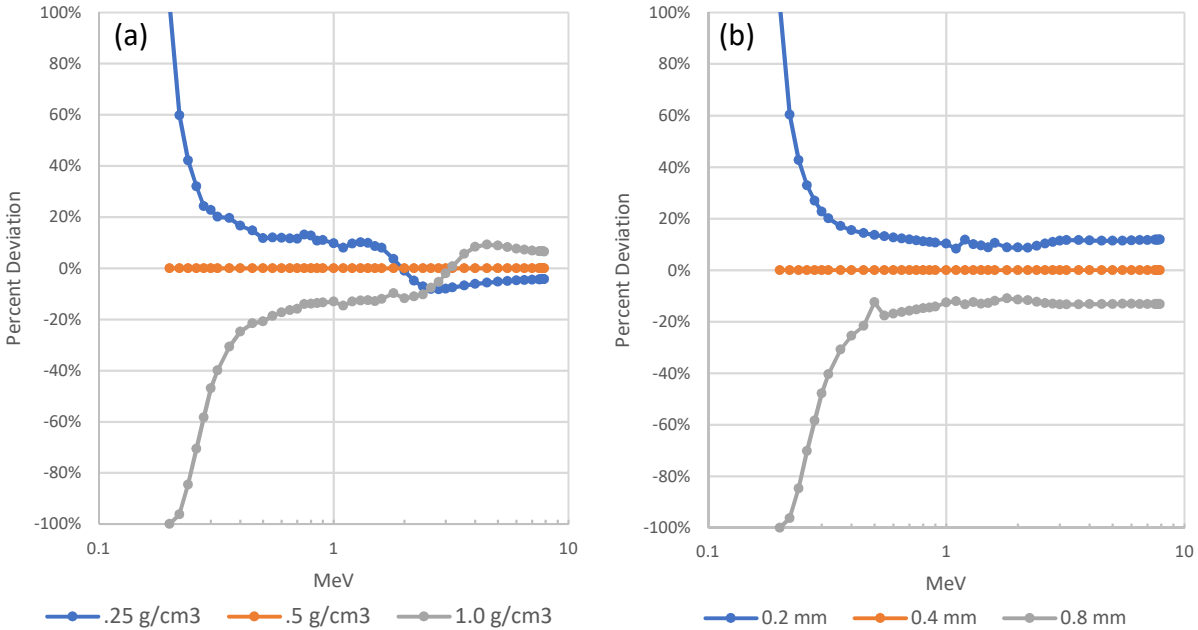 (a)
Percent Deviation
100%
80%
60%
40%
20%
0%
-20%
-40%
-60%
-80%
-100%
0.1 1 10
MeV
.25 g/cm3 .5 g/cm3 1.0 g/cm3
(b)
Percent Deviation
100%
80%
60%
40%
20%
0%
-20%
-40%
-60%
-80%
-100%
0.1 1 10
MeV
0.2 mm 0.4 mm 0.8 mm